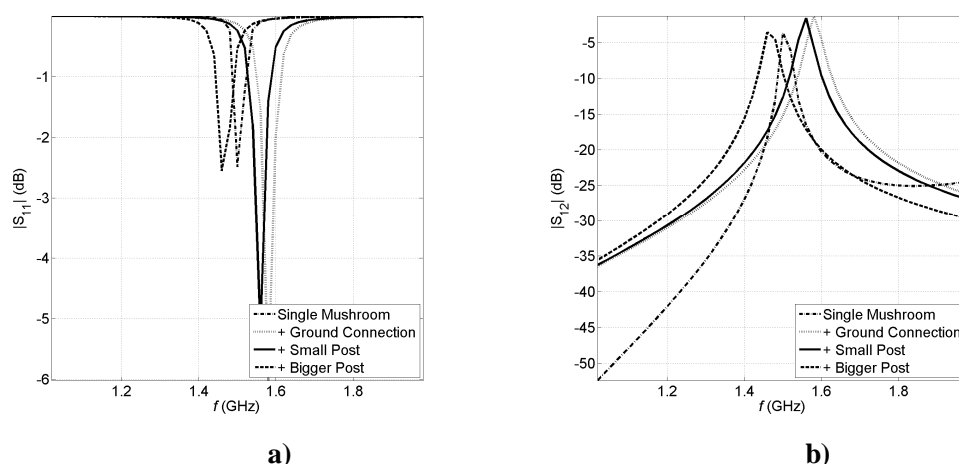 -1
-2
-3
-4
-5
-6
|S11| (dB)
1.2 1.4 1.6 1.8
f (GHz)
Single Mushroom
+ Ground Connection
+ Small Post
+ Bigger Post
a)
-5
-10
-15
-20
-25
-30
-35
-40
-45
-50
|S12| (dB)
1.2 1.4 1.6 1.8
f (GHz)
Single Mushroom
+ Ground Connection
+ Small Post
+ Bigger Post
b)